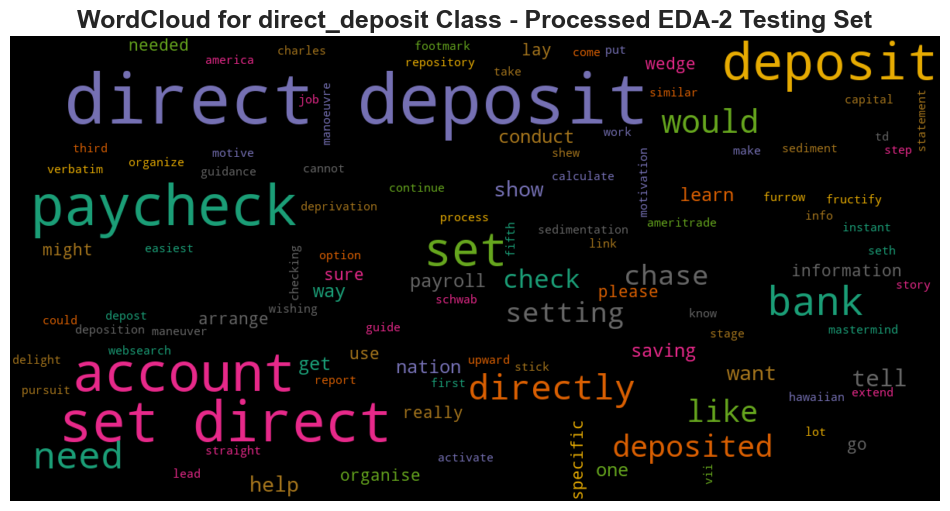 WordCloud for direct_deposit Class - Processed EDA-2 Testing Set
needed america charles footmark repository lay come put wedge deposit
direct deposit job manoeuvre take similar capital statement
conduct work would
third motive shew make sediment td step
verbatim organize guidance cannot calculate motivation
paycheck deprivation continue show learn furrow fructify
process fifth sedimentation link ameritrade info instant
might easiest option checking set seth
sure way payroll check chase please information story
schwab wishing setting know bank
could depost arrange guide stage mastermind
deposition maneuver
delight websearch use nation upward stick saving
account get report first directly want tell
pursuit hawaiian extend
set direct really like lot
need straight activate specific deposited go
lead help organise one vii